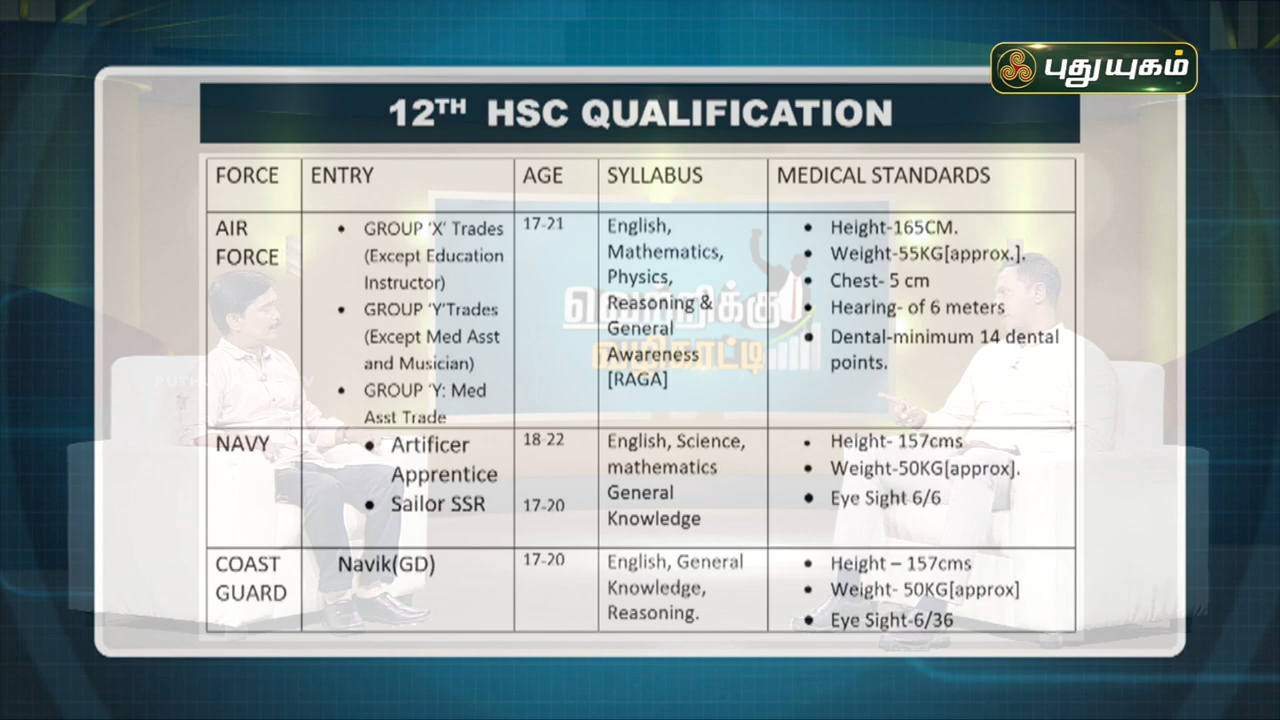 புதுயுகம்
12TH HSC QUALIFICATION
FORCE
ENTRY
AGE
SYLLABUS
MEDICAL STANDARDS
AIR
FORCE
• GROUP 'X' Trades
(Except Education
Instructor)
• GROUP 'Y'Trades
(Except Med Asst
and Musician)
• GROUP 'Y: Med
Asst Trade
17-21
English,
Mathematics,
Physics,
Reasoning &
General
Awareness
[RAGA]
• Height-165CM.
• Weight-55KG[approx.].
• Chest- 5 cm
• Hearing- of 6 meters
• Dental-minimum 14 dental
points.
NAVY
• Artificer
Apprentice
• Sailor SSR
18-22
17-20
English, Science,
mathematics
General
Knowledge
• Height- 157cms
• Weight-50KG[approx].
• Eye Sight 6/6
COAST
GUARD
Navik(GD)
17-20
English, General
Knowledge,
Reasoning.
• Height – 157cms
• Weight- 50KG[approx]
• Eye Sight-6/36
வெற்றிக்கு
வழிகாட்டி